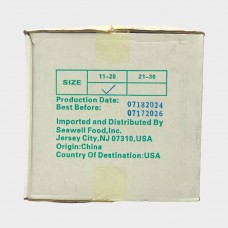 SIZE 11-20 21-30
Production Date: 07182024
Best Before: 07172026
Imported and Distributed By
Seawell Food,Inc.
Jersey City,NJ 07310,USA
Origin:China
Country Of Destination:USA